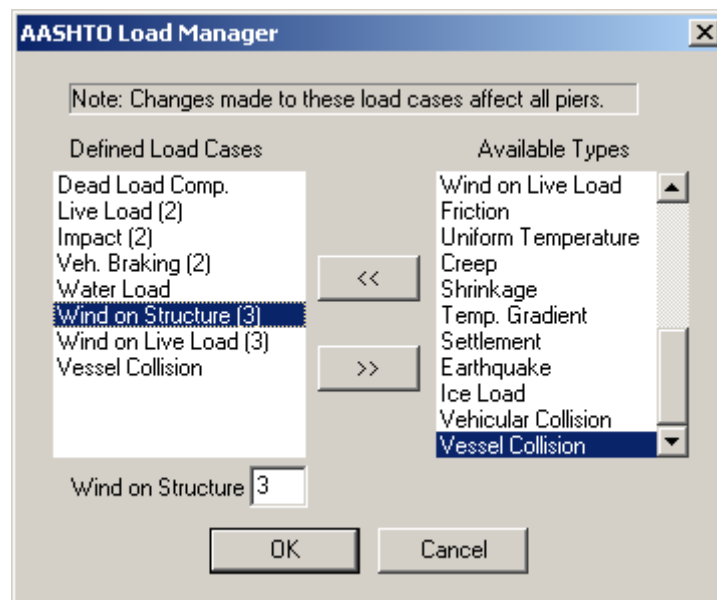 AASHTO Load Manager
Note: Changes made to these load cases affect all piers.
Defined Load Cases
Dead Load Comp.
Live Load (2)
Impact (2)
Veh. Braking (2)
Water Load
Wind on Structure (3)
Wind on Live Load (3)
Vessel Collision
<<
>>
Available Types
Wind on Live Load
Friction
Uniform Temperature
Creep
Shrinkage
Temp. Gradient
Settlement
Earthquake
Ice Load
Vehicular Collision
Vessel Collision
Wind on Structure 3
OK Cancel